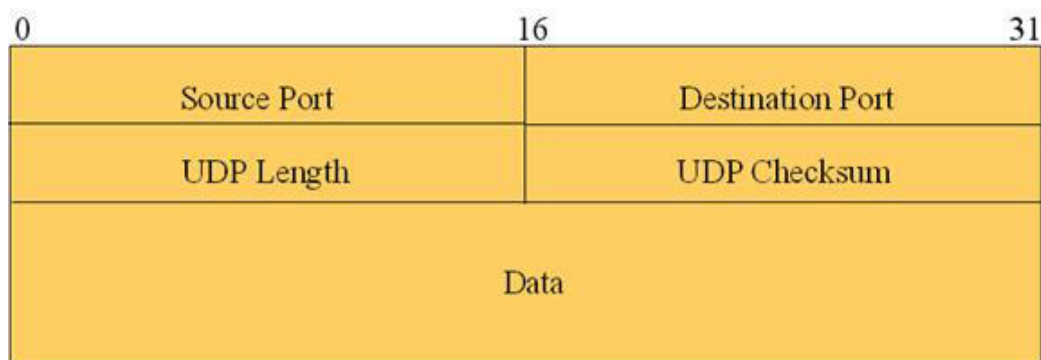 0 16 31
Source Port Destination Port
UDP Length UDP Checksum
Data